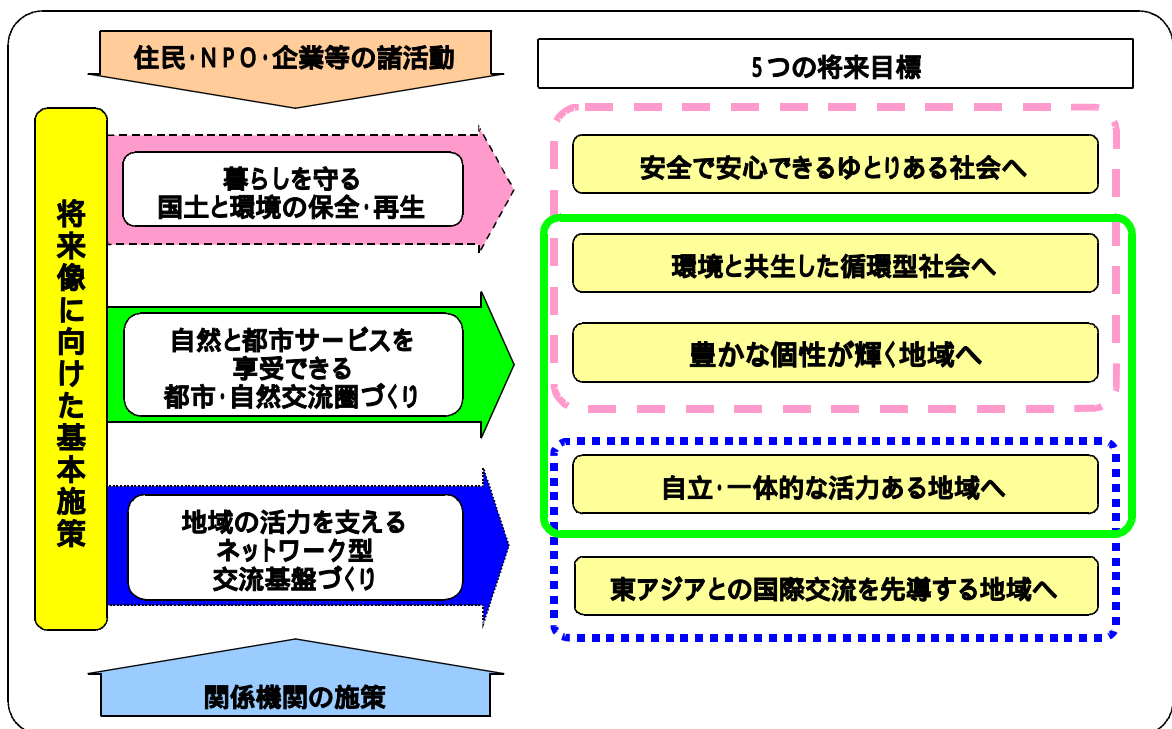 住民・NPO・企業等の諸活動
5つの将来目標
将来像に向けた基本施策
暮らしを守る
国土と環境の保全・再生
自然と都市サービスを
享受できる
都市・自然交流圏づくり
地域の活力を支える
ネットワーク型
交流基盤づくり
安全で安心できるゆとりある社会へ
環境と共生した循環型社会へ
豊かな個性が輝く地域へ
自立・一体的な活力ある地域へ
東アジアとの国際交流を先導する地域へ
関係機関の施策